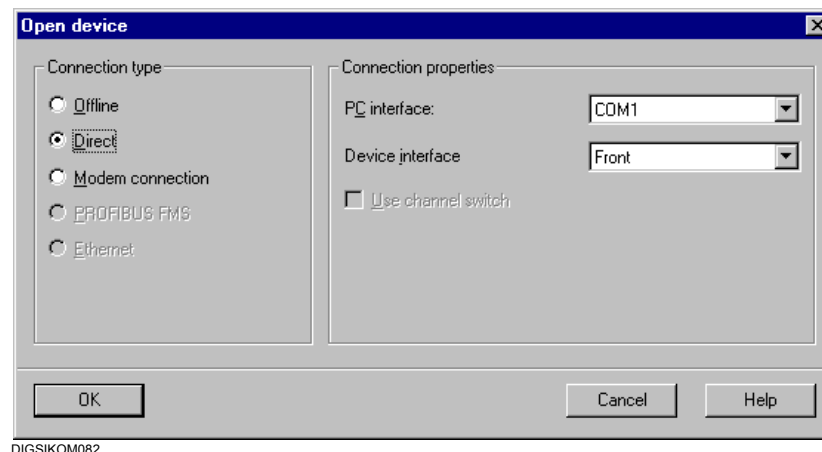 Open device
Connection type
Offline
Direct
Modem connection
PROFIBUS FMS
Ethernet
Connection properties
PC interface: COM1
Device interface Front
Use channel switch
OK Cancel Help
DIGSIKOM082